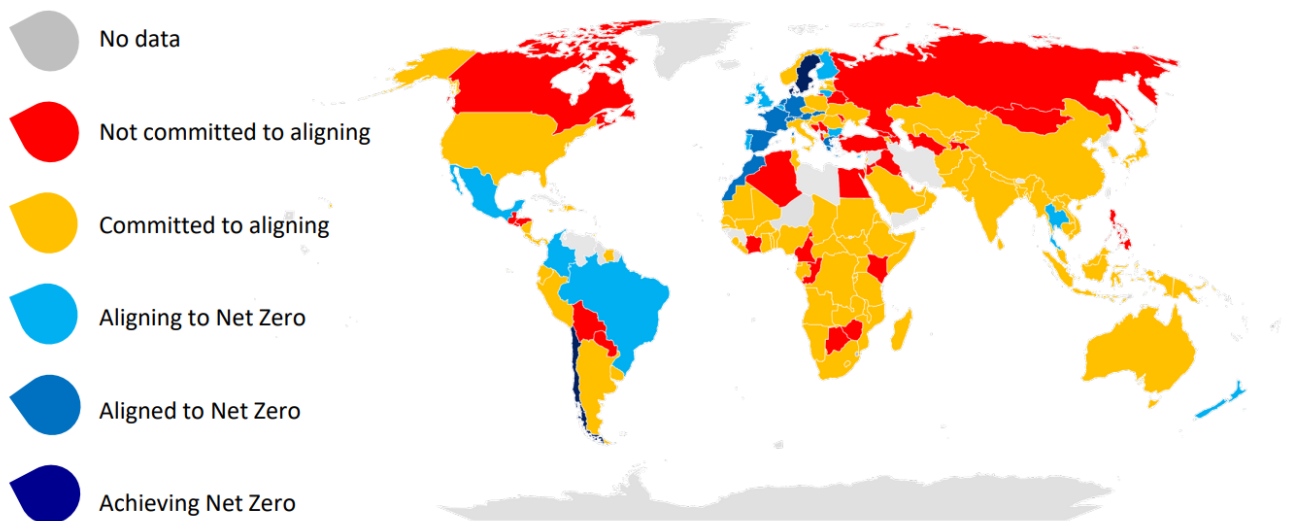 No data
Not committed to aligning
Committed to aligning
Aligning to Net Zero
Aligned to Net Zero
Achieving Net Zero